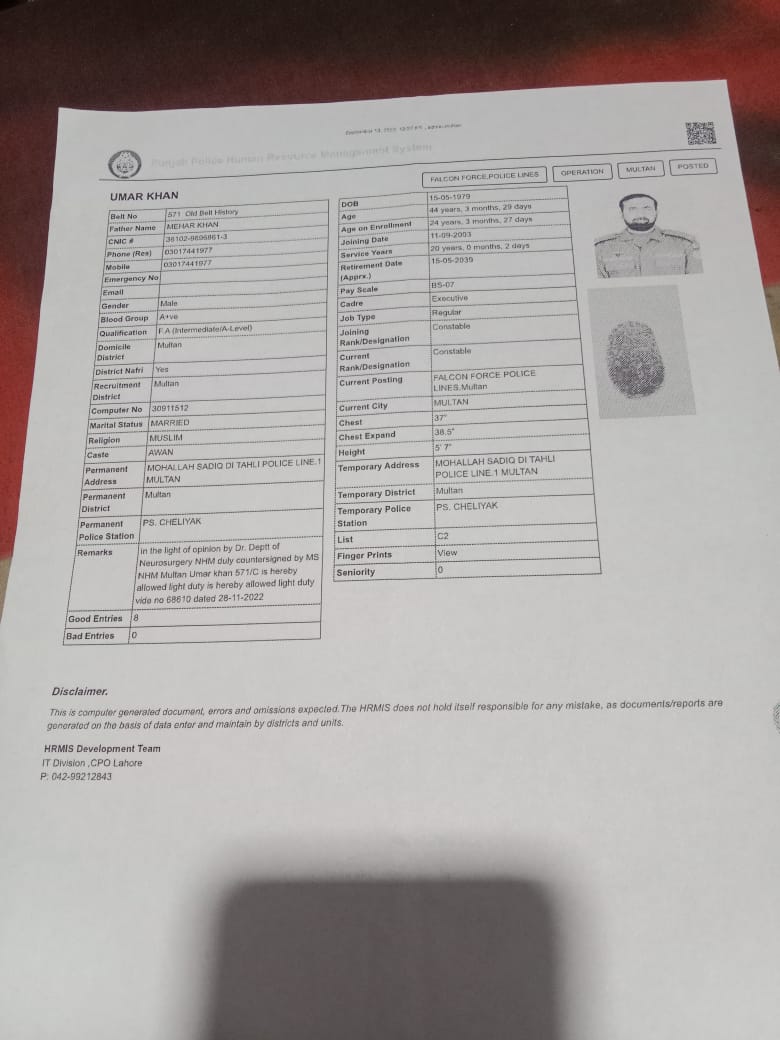 Punjab Police Human Resource Management System
FALCON FORCE,POLICE LINES
OPERATION
MULTAN
POSTED
UMAR KHAN
Belt No 571 Old Belt History
Father Name MEHAR KHAN
CNIC # 36102-9896861-3
Phone (Res) 03017441977
Mobile 03017441977
Emergency No
Email
Gender Male
Blood Group A+ve
Qualification F.A (Intermediate/A-Level)
Domicile Multan
District
District Nafri Yes
Recruitment Multan
District
Computer No 30911512
Marital Status MARRIED
Religion MUSLIM
Caste AWAN
Permanent MOHALLAH SADIQ DI TAHLI POLICE LINE.1
Address MULTAN
Permanent Multan
District
Permanent PS. CHELIYAK
Police Station
Remarks in the light of opinion by Dr. Deptt of
Neurosurgery NHM duly countersigned by MS
NHM Multan Umar khan 571/C is hereby
allowed light duty is hereby allowed light duty
vide no 68610 dated 28-11-2022
Good Entries 8
Bad Entries 0
DOB 15-05-1979
Age 44 years, 3 months, 29 days
Age on Enrollment 24 years, 3 months, 27 days
Joining Date 11-09-2003
Service Years 20 years, 0 months, 2 days
Retirement Date 15-05-2039
(Apprx.)
Pay Scale BS-07
Cadre Executive
Job Type Regular
Joining Constable
Rank/Designation
Current Constable
Rank/Designation
Current Posting FALCON FORCE POLICE
LINES,Multan
Current City MULTAN
Chest 37"
Chest Expand 38.5"
Height 5' 7"
Temporary Address MOHALLAH SADIQ DI TAHLI
POLICE LINE.1 MULTAN
Temporary District Multan
Temporary Police PS. CHELIYAK
Station
List C2
Finger Prints View
Seniority 0
Disclaimer.
This is computer generated document, errors and omissions expected.The HRMIS does not hold itself responsible for any mistake, as documents/reports are
generated on the basis of data enter and maintain by districts and units.
HRMIS Development Team
IT Division ,CPO Lahore
P: 042-99212843